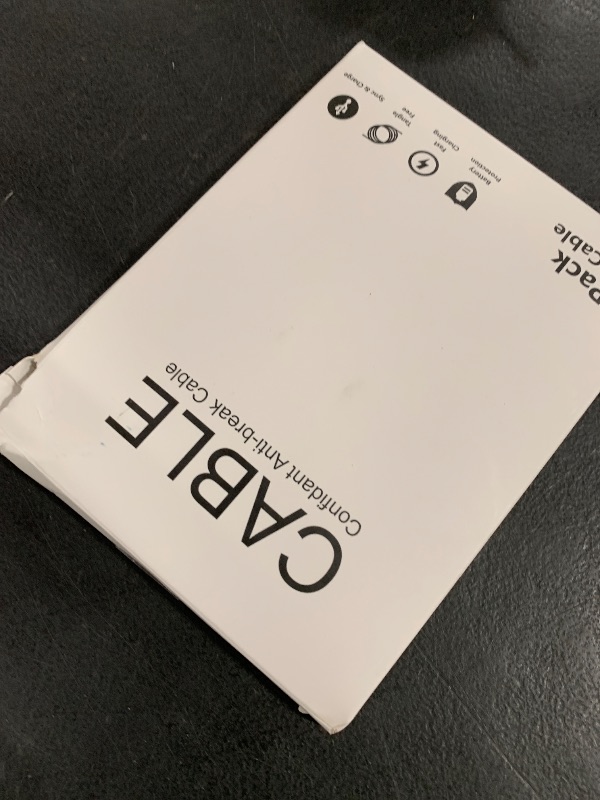 CABLE
Confidant Anti-break Cable
Pack
Cable
Battery
Protection
Fast
Charging
Tangle
Free
Sync & Charge